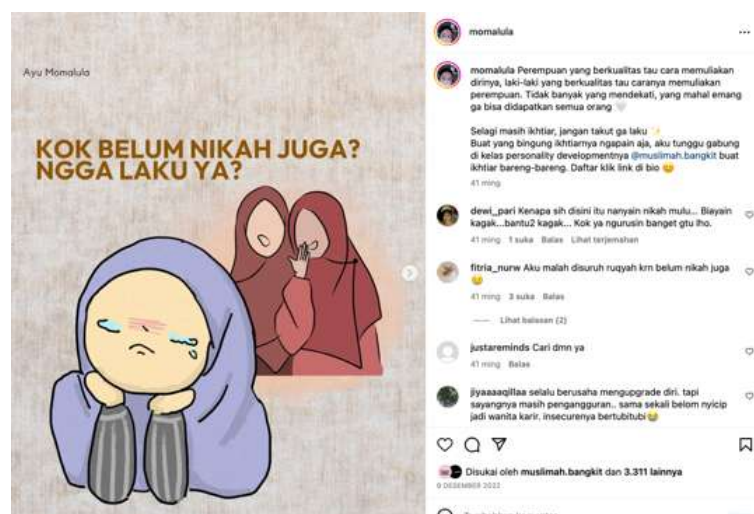 Ayu Momalula
KOK BELUM NIKAH JUGA?
NGGA LAKU YA?
momalula
momalula Perempuan yang berkualitas tau cara memuliakan
dirinya, laki-laki yang berkualitas tau caranya memuliakan
perempuan. Tidak banyak yang mendekati, yang mahal emang
ga bisa didapatkan semua orang 🤍
Selagi masih ikhtiar, jangan takut ga laku ✨
Buat yang bingung ikhtiarnya ngapain aja, aku tunggu gabung
di kelas personality developmentnya @muslimah.bangkit buat
ikhtiar bareng-bareng. Daftar klik link di bio 😊
41 ming
dewi_pari Kenapa sih disini itu nanyain nikah mulu... Biayain
kagak...bantu2 kagak... Kok ya ngurusin banget gtu lho.
41 ming 1 suka Balas Lihat terjemahan
fitria_nurw Aku malah disuruh ruqyah krn belum nikah juga
41 ming 3 suka Balas
Lihat balasan (2)
justareminds Cari dmn ya
41 ming Balas
jiyaaaaqillaa selalu berusaha mengupgrade diri. tapi
sayangnya masih pengangguran.. sama sekali belom nyicip
jadi wanita karir. insecurenya bertubitubi😭
Disukai oleh muslimah.bangkit dan 3.311 lainnya
9 DESEMBER 2022